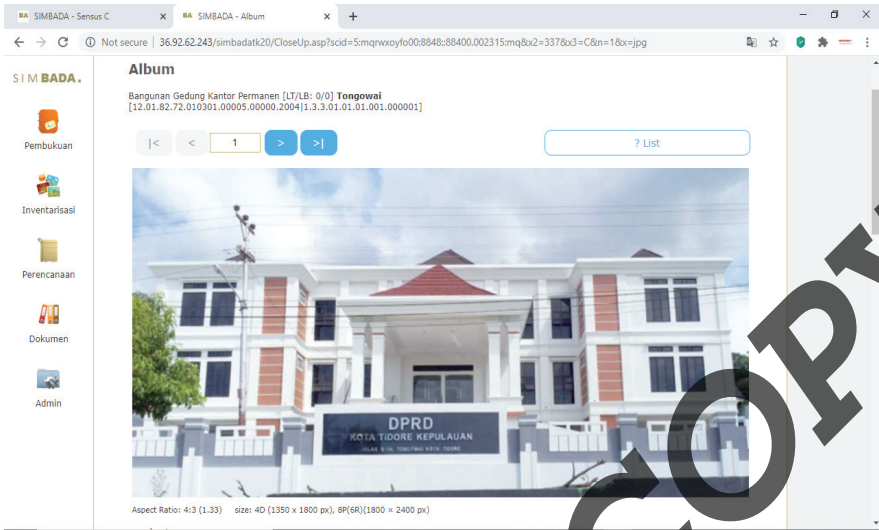 BA SIMBADA - Sensus C
BA SIMBADA - Album
Not secure | 36.92.62.243/simbadatk20/CloseUp.asp?scid=5:mqrwxoyfo00:8848::88400.002315:mq&x2=337&x3=C&n=1&x=jpg
SIMBADA.
Album
Bangunan Gedung Kantor Permanen [LT/LB: 0/0] Tongowai
[12.01.82.72.010301.00005.00000.2004|1.3.3.01.01.01.001.000001]
|< < 1 > >| ? List
Pembukuan
Inventarisasi
Perencanaan
Dokumen
Admin
DPRD
KOTA TIDORE KEPULAUAN
Aspect Ratio: 4:3 (1.33) size: 4D (1350 x 1800 px), 8P(6R)(1800 × 2400 px)
COPY